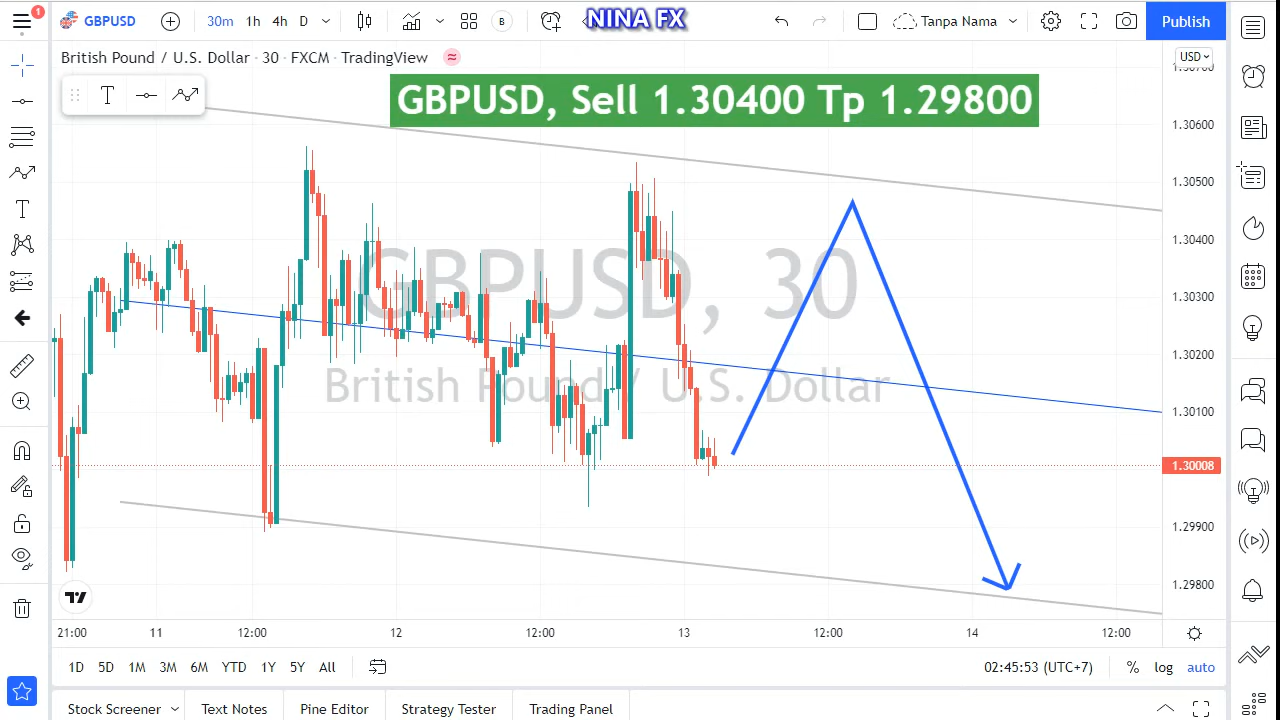 1
GBPUSD
30m 1h 4h D
B
NINA FX
Tanpa Nama
Publish
British Pound / U.S. Dollar · 30 · FXCM · TradingView
USD
T
GBPUSD, Sell 1.30400 Tp 1.29800
1.30700
1.30600
1.30500
1.30400
1.30300
1.30200
1.30100
1.30008
1.29900
1.29800
GBPUSD, 30
British Pound / U.S. Dollar
21:00 11 12:00 12 12:00 13 12:00 14 12:00
1D 5D 1M 3M 6M YTD 1Y 5Y All
02:45:53 (UTC+7) % log auto
Stock Screener Text Notes Pine Editor Strategy Tester Trading Panel